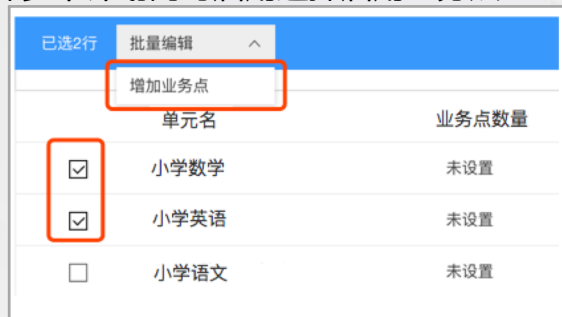 已选2行 批量编辑
增加业务点
单元名 业务点数量
小学数学 未设置
小学英语 未设置
小学语文 未设置